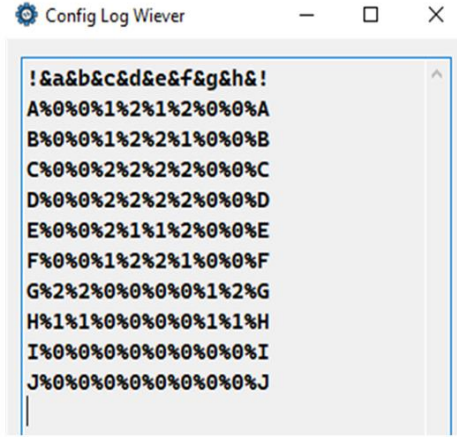 Config Log Wiever
!&a&b&c&d&e&f&g&h&!
A%0%0%1%2%1%2%0%0%A
B%0%0%1%2%2%1%0%0%B
C%0%0%2%2%2%2%0%0%C
D%0%0%2%2%2%2%0%0%D
E%0%0%2%1%1%2%0%0%E
F%0%0%1%2%2%1%0%0%F
G%2%2%0%0%0%0%1%2%G
H%1%1%0%0%0%0%1%1%H
I%0%0%0%0%0%0%0%0%I
J%0%0%0%0%0%0%0%0%J